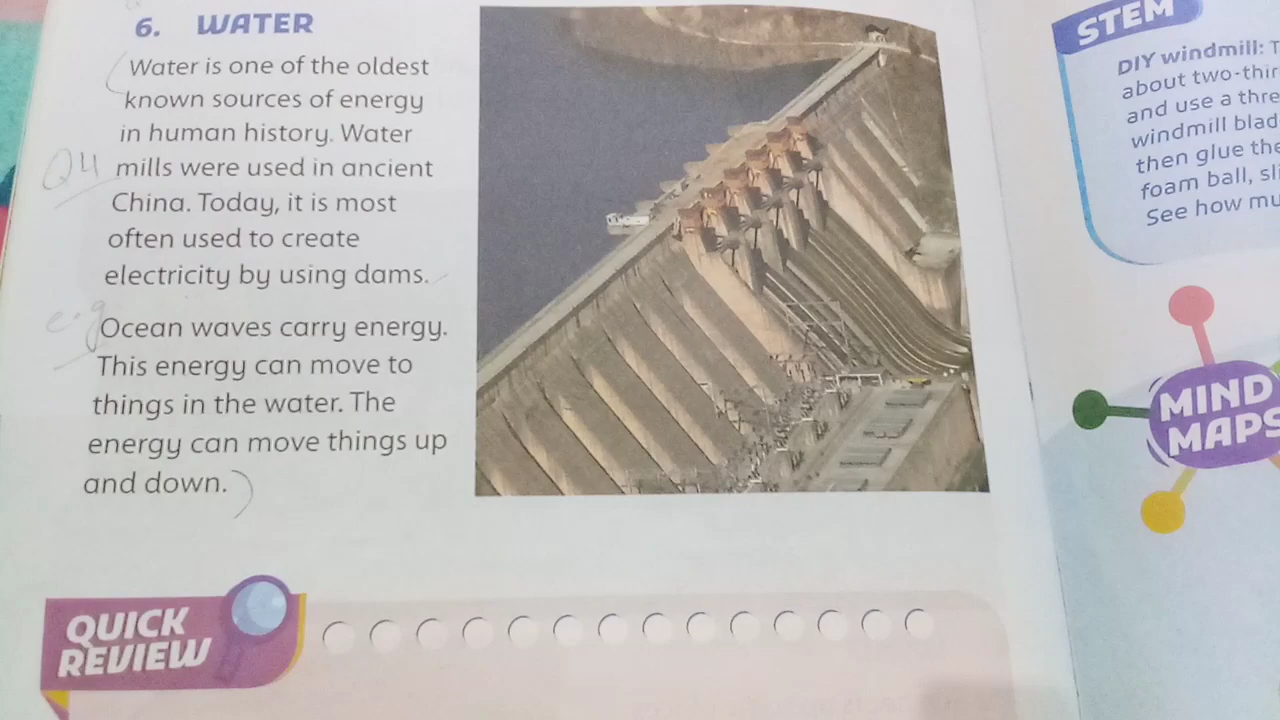 6. WATER
Water is one of the oldest
known sources of energy
in human history. Water
Q4 mills were used in ancient
China. Today, it is most
often used to create
electricity by using dams.
e.g Ocean waves carry energy.
This energy can move to
things in the water. The
energy can move things up
and down.
QUICK
REVIEW
STEM
DIY windmill: T
about two-thir
and use a thre
windmill blad
then glue the
foam ball, sli
See how mu
MIND
MAPS